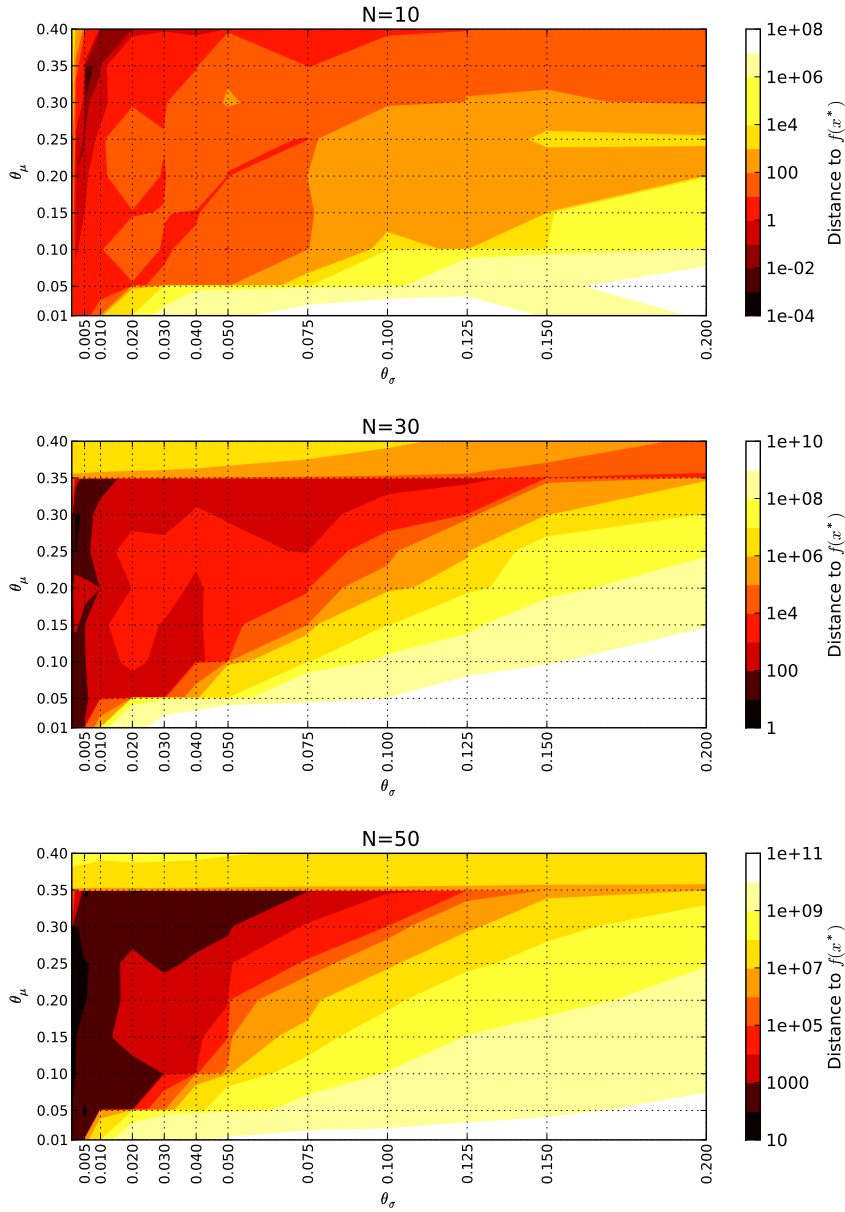 N=10
0.40
0.35
0.30
0.25
0.20
0.15
0.10
0.05
0.01
θμ
0.005
0.010
0.020
0.030
0.040
0.050
0.075
0.100
0.125
0.150
0.200
θσ
1e+08
1e+06
1e+4
100
1
1e-02
1e-04
Distance to f(x*)
N=30
0.40
0.35
0.30
0.25
0.20
0.15
0.10
0.05
0.01
θμ
0.005
0.010
0.020
0.030
0.040
0.050
0.075
0.100
0.125
0.150
0.200
θσ
1e+10
1e+08
1e+06
1e+4
100
1
Distance to f(x*)
N=50
0.40
0.35
0.30
0.25
0.20
0.15
0.10
0.05
0.01
θμ
0.005
0.010
0.020
0.030
0.040
0.050
0.075
0.100
0.125
0.150
0.200
θσ
1e+11
1e+09
1e+07
1e+05
1000
10
Distance to f(x*)